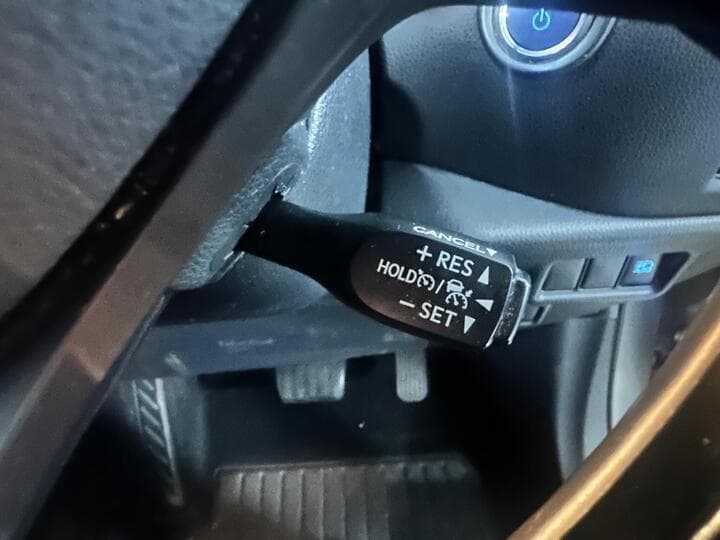 CANCEL▼
+ RES ▲
HOLD / ◀
– SET ▼